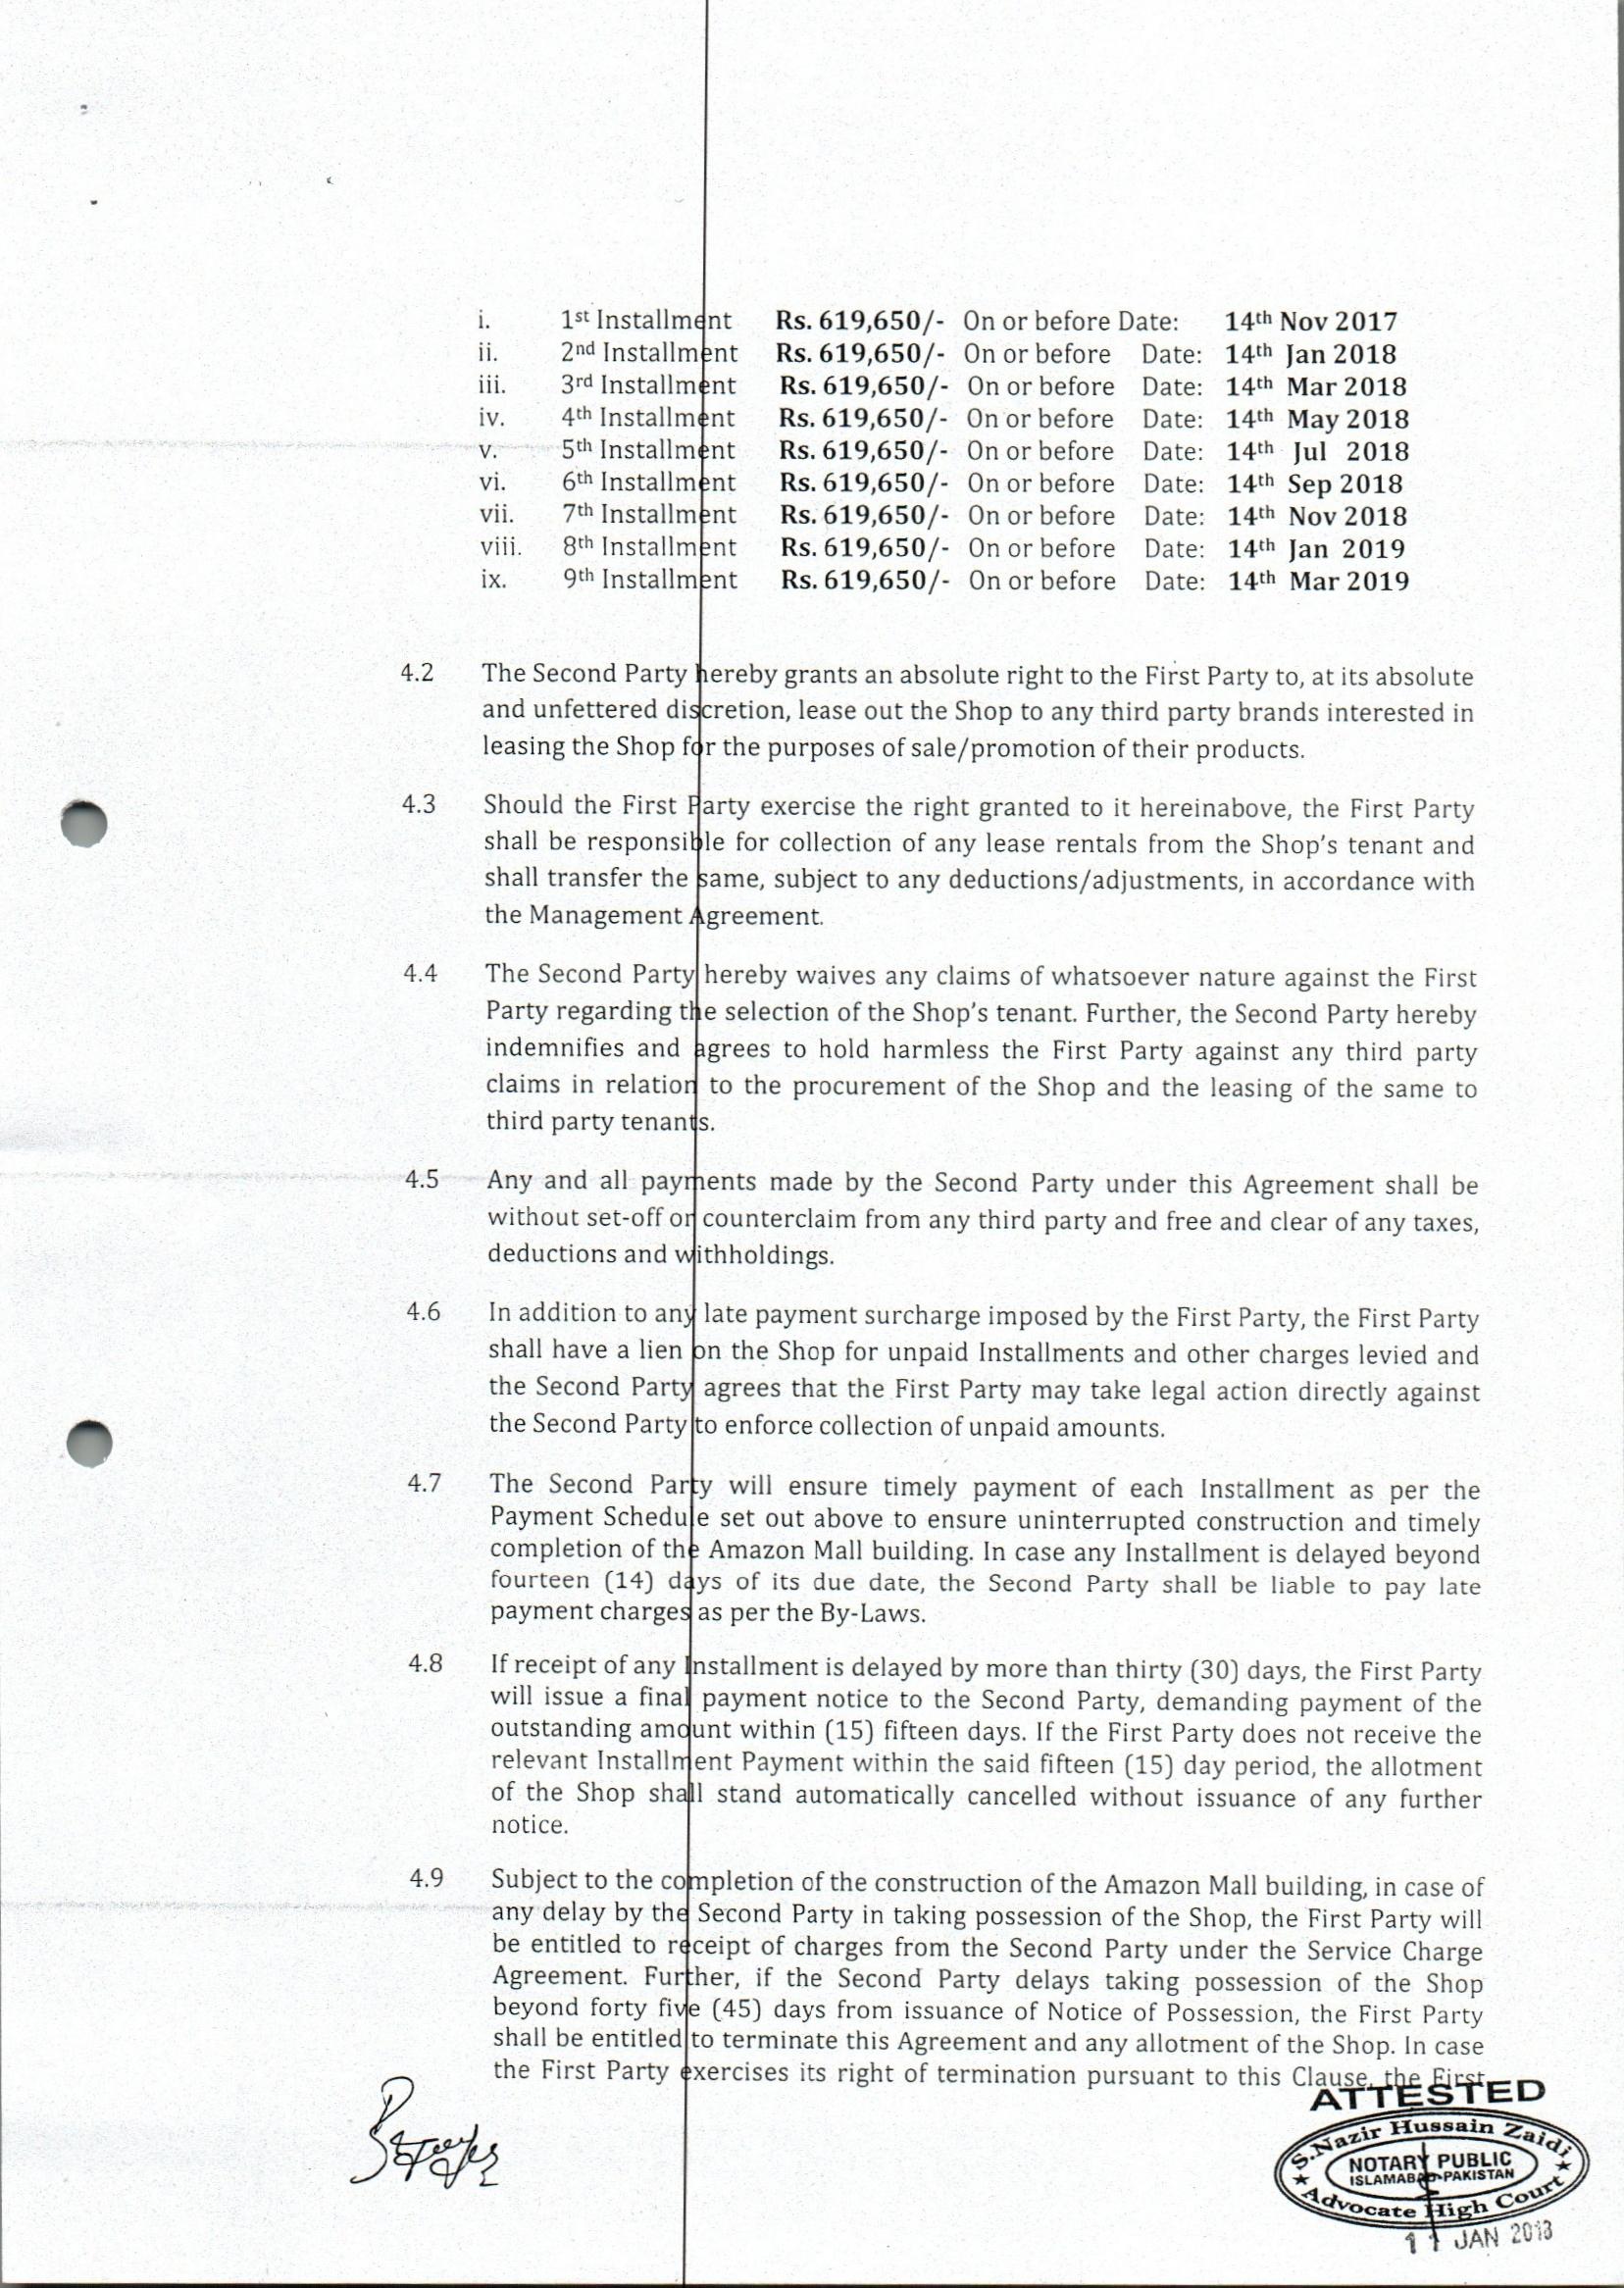 i. 1st Installment Rs. 619,650/- On or before Date: 14th Nov 2017
ii. 2nd Installment Rs. 619,650/- On or before Date: 14th Jan 2018
iii. 3rd Installment Rs. 619,650/- On or before Date: 14th Mar 2018
iv. 4th Installment Rs. 619,650/- On or before Date: 14th May 2018
v. 5th Installment Rs. 619,650/- On or before Date: 14th Jul 2018
vi. 6th Installment Rs. 619,650/- On or before Date: 14th Sep 2018
vii. 7th Installment Rs. 619,650/- On or before Date: 14th Nov 2018
viii. 8th Installment Rs. 619,650/- On or before Date: 14th Jan 2019
ix. 9th Installment Rs. 619,650/- On or before Date: 14th Mar 2019
4.2 The Second Party hereby grants an absolute right to the First Party to, at its absolute
and unfettered discretion, lease out the Shop to any third party brands interested in
leasing the Shop for the purposes of sale/promotion of their products.
4.3 Should the First Party exercise the right granted to it hereinabove, the First Party
shall be responsible for collection of any lease rentals from the Shop's tenant and
shall transfer the same, subject to any deductions/adjustments, in accordance with
the Management Agreement.
4.4 The Second Party hereby waives any claims of whatsoever nature against the First
Party regarding the selection of the Shop's tenant. Further, the Second Party hereby
indemnifies and agrees to hold harmless the First Party against any third party
claims in relation to the procurement of the Shop and the leasing of the same to
third party tenants.
4.5 Any and all payments made by the Second Party under this Agreement shall be
without set-off or counterclaim from any third party and free and clear of any taxes,
deductions and withholdings.
4.6 In addition to any late payment surcharge imposed by the First Party, the First Party
shall have a lien on the Shop for unpaid Installments and other charges levied and
the Second Party agrees that the First Party may take legal action directly against
the Second Party to enforce collection of unpaid amounts.
4.7 The Second Party will ensure timely payment of each Installment as per the
Payment Schedule set out above to ensure uninterrupted construction and timely
completion of the Amazon Mall building. In case any Installment is delayed beyond
fourteen (14) days of its due date, the Second Party shall be liable to pay late
payment charges as per the By-Laws.
4.8 If receipt of any Installment is delayed by more than thirty (30) days, the First Party
will issue a final payment notice to the Second Party, demanding payment of the
outstanding amount within (15) fifteen days. If the First Party does not receive the
relevant Installment Payment within the said fifteen (15) day period, the allotment
of the Shop shall stand automatically cancelled without issuance of any further
notice.
4.9 Subject to the completion of the construction of the Amazon Mall building, in case of
any delay by the Second Party in taking possession of the Shop, the First Party will
be entitled to receipt of charges from the Second Party under the Service Charge
Agreement. Further, if the Second Party delays taking possession of the Shop
beyond forty five (45) days from issuance of Notice of Possession, the First Party
shall be entitled to terminate this Agreement and any allotment of the Shop. In case
the First Party exercises its right of termination pursuant to this Clause, the First
ATTESTED
S. Nazir Hussain Zaidi
NOTARY PUBLIC
ISLAMABAD-PAKISTAN
Advocate High Court
11 JAN 2018